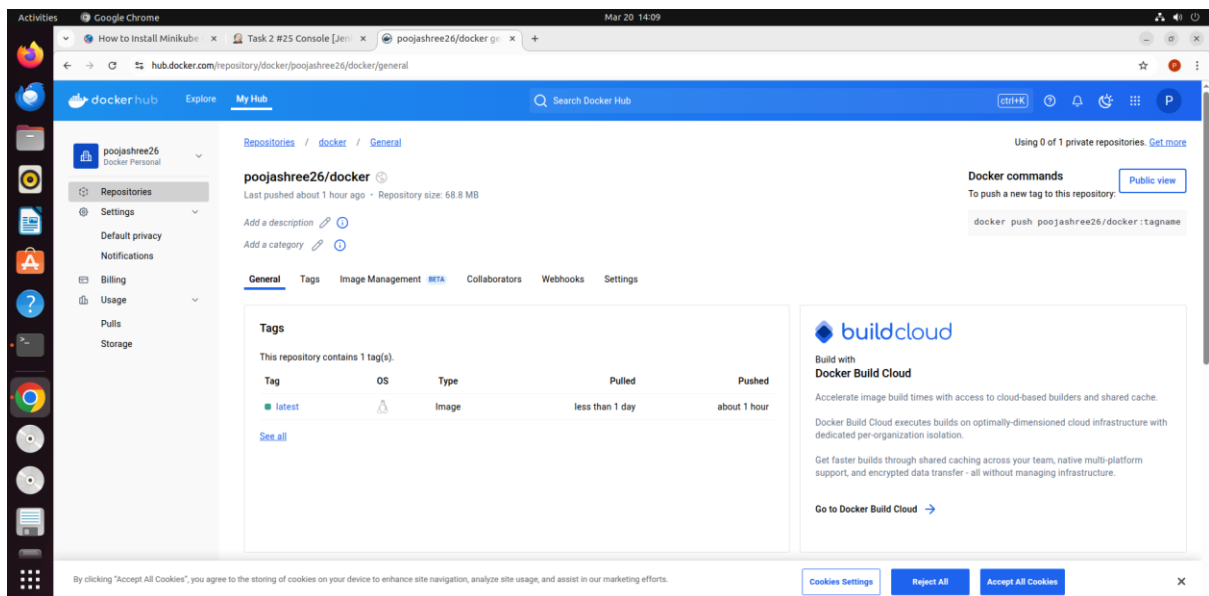 Activities
Google Chrome
Mar 20 14:09
How to Install Minikube
Task 2 #25 Console [Jen
poojashree26/docker ge
hub.docker.com/repository/docker/poojashree26/docker/general
P
dockerhub
Explore
My Hub
Search Docker Hub
ctrl+K
P
poojashree26
Docker Personal
Repositories
Settings
Default privacy
Notifications
Billing
Usage
Pulls
Storage
Repositories / docker / General
Using 0 of 1 private repositories. Get more
poojashree26/docker
Last pushed about 1 hour ago • Repository size: 68.8 MB
Add a description
Add a category
Docker commands
To push a new tag to this repository:
Public view
docker push poojashree26/docker:tagname
General Tags Image Management BETA Collaborators Webhooks Settings
Tags
This repository contains 1 tag(s).
Tag OS Type Pulled Pushed
latest Image less than 1 day about 1 hour
See all
buildcloud
Build with
Docker Build Cloud
Accelerate image build times with access to cloud-based builders and shared cache.
Docker Build Cloud executes builds on optimally-dimensioned cloud infrastructure with
dedicated per-organization isolation.
Get faster builds through shared caching across your team, native multi-platform
support, and encrypted data transfer - all without managing infrastructure.
Go to Docker Build Cloud
By clicking "Accept All Cookies", you agree to the storing of cookies on your device to enhance site navigation, analyze site usage, and assist in our marketing efforts.
Cookies Settings
Reject All
Accept All Cookies